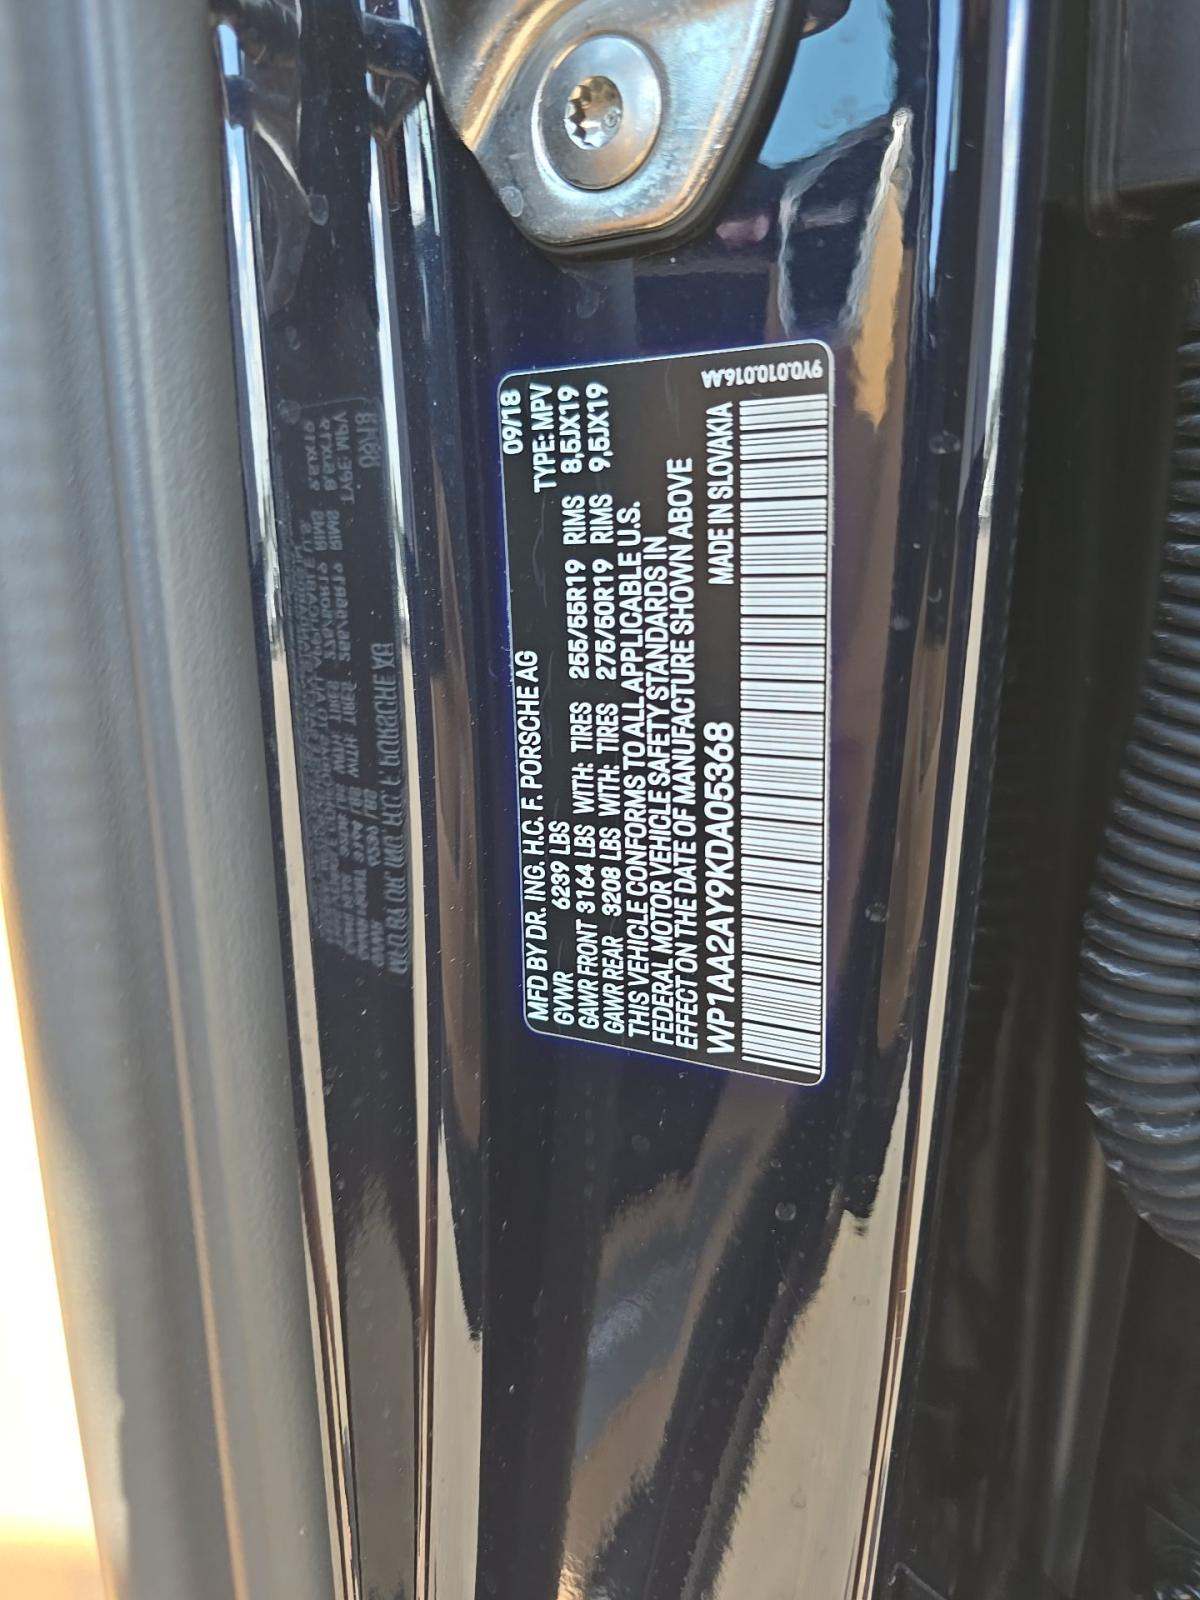 09/18
MFD BY DR. ING. H.C. F. PORSCHE AG
GVWR 6239 LBS TYPE: MPV
GAWR FRONT 3164 LBS WITH: TIRES 255/55R19 RIMS 8,5JX19
GAWR REAR 3208 LBS WITH: TIRES 275/50R19 RIMS 9,5JX19
THIS VEHICLE CONFORMS TO ALL APPLICABLE U.S.
FEDERAL MOTOR VEHICLE SAFETY STANDARDS IN
EFFECT ON THE DATE OF MANUFACTURE SHOWN ABOVE
WP1AA2AY9KDA05368 MADE IN SLOVAKIA
9Y0.010.016.AA